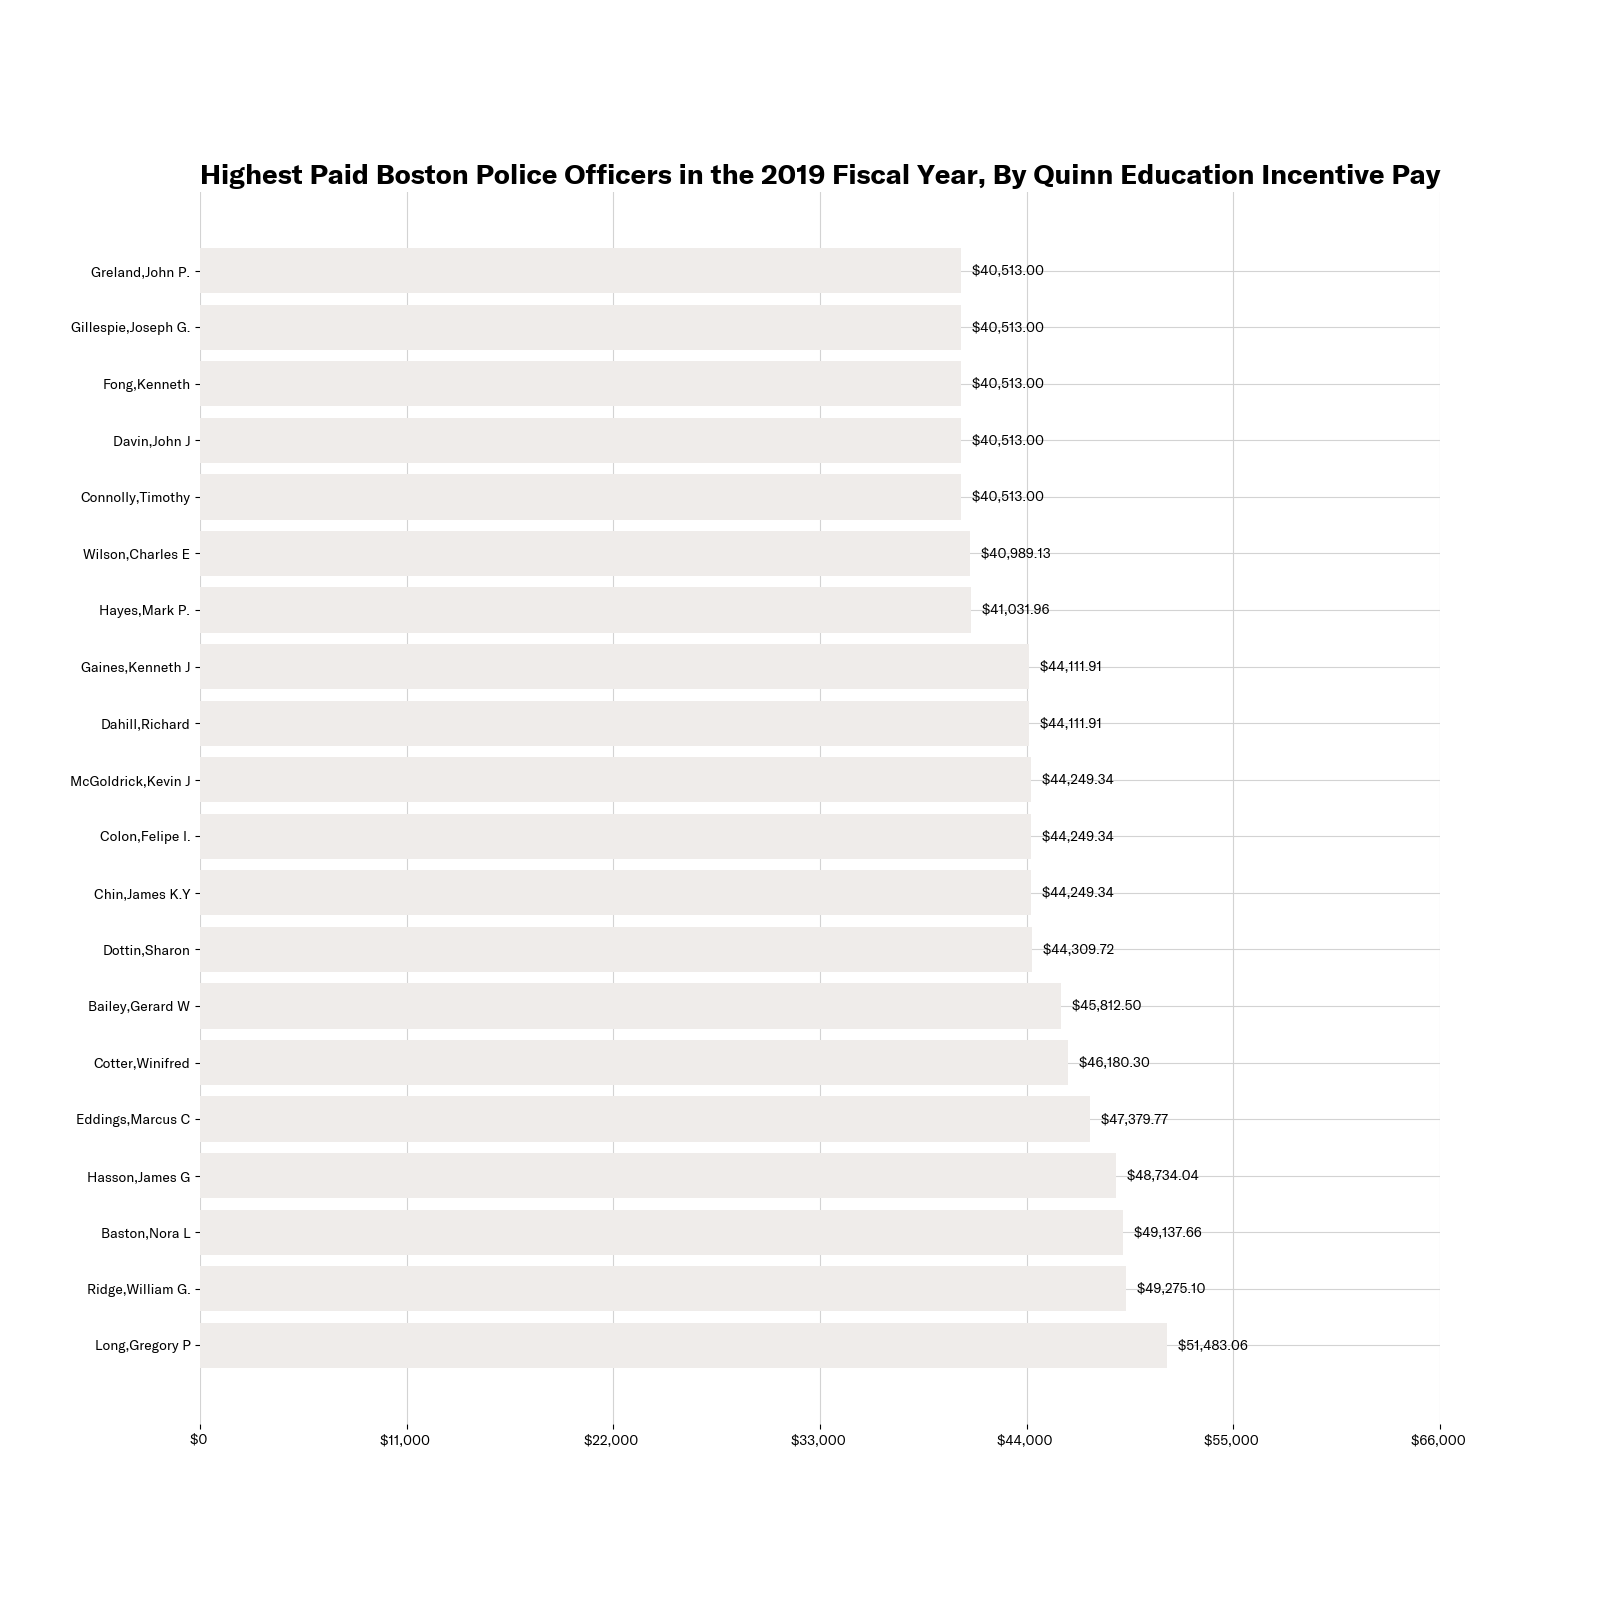 Highest Paid Boston Police Officers in the 2019 Fiscal Year, By Quinn Education Incentive Pay
Greland,John P. $40,513.00
Gillespie,Joseph G. $40,513.00
Fong,Kenneth $40,513.00
Davin,John J $40,513.00
Connolly,Timothy $40,513.00
Wilson,Charles E $40,989.13
Hayes,Mark P. $41,031.96
Gaines,Kenneth J $44,111.91
Dahill,Richard $44,111.91
McGoldrick,Kevin J $44,249.34
Colon,Felipe I. $44,249.34
Chin,James K.Y $44,249.34
Dottin,Sharon $44,309.72
Bailey,Gerard W $45,812.50
Cotter,Winifred $46,180.30
Eddings,Marcus C $47,379.77
Hasson,James G $48,734.04
Baston,Nora L $49,137.66
Ridge,William G. $49,275.10
Long,Gregory P $51,483.06
$0 $11,000 $22,000 $33,000 $44,000 $55,000 $66,000